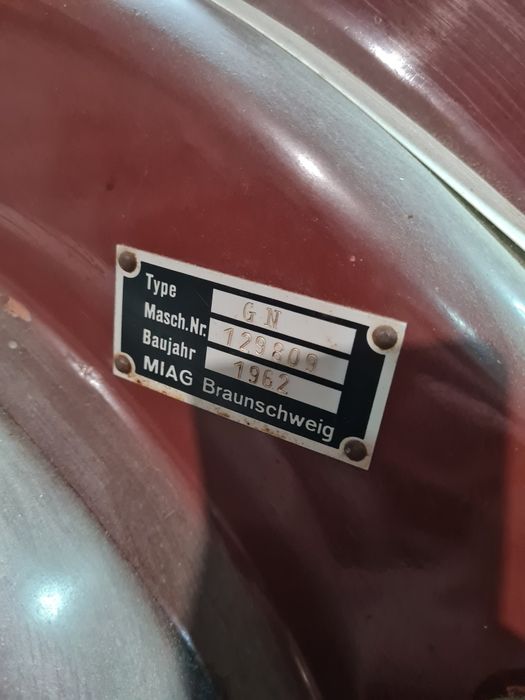 Type GN
Masch.Nr. 129809
Baujahr 1962
MIAG Braunschweig